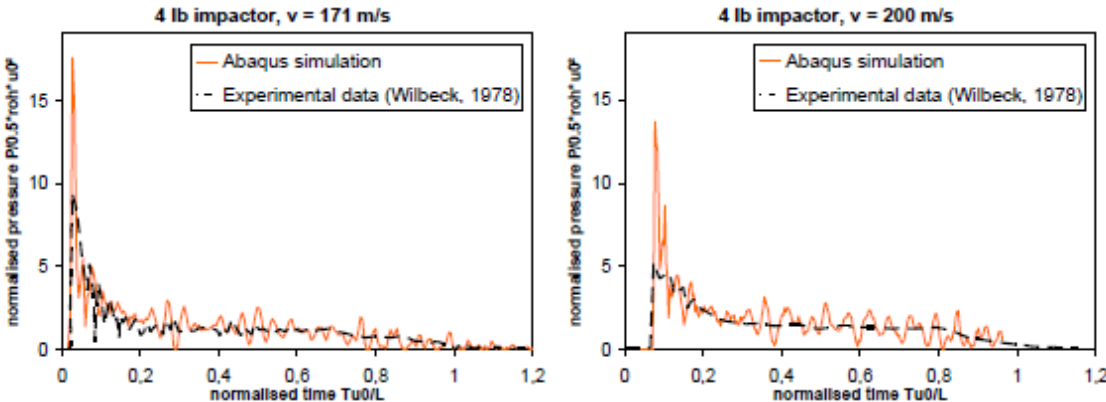 4 lb impactor, v = 171 m/s
normalised pressure P/0.5*roh* u0²
15
10
5
0
Abaqus simulation
Experimental data (Wilbeck, 1978)
0 0,2 0,4 0,6 0,8 1 1,2
normalised time Tu0/L
4 lb impactor, v = 200 m/s
normalised pressure P/0.5*roh* u0²
15
10
5
0
Abaqus simulation
Experimental data (Wilbeck, 1978)
0 0,2 0,4 0,6 0,8 1 1,2
normalised time Tu0/L